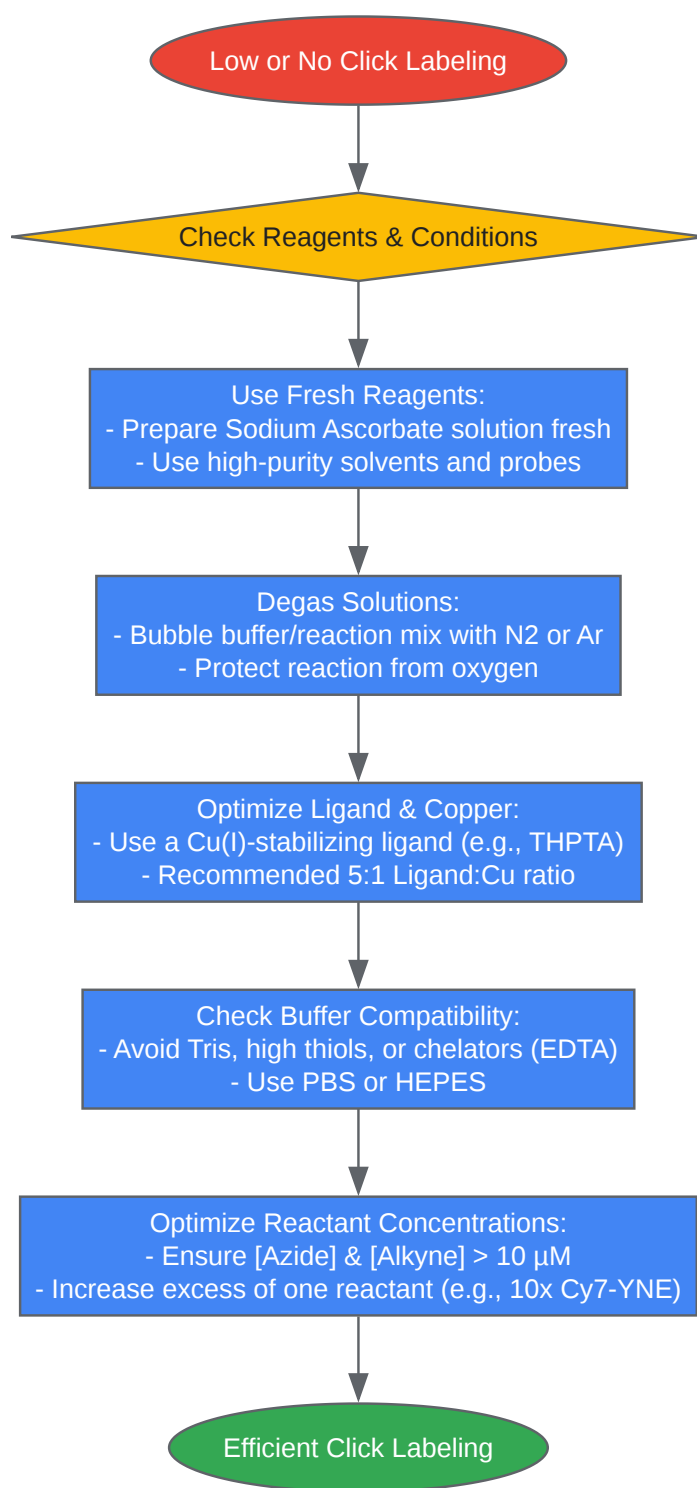 Low or No Click Labeling
Check Reagents & Conditions
Use Fresh Reagents:
- Prepare Sodium Ascorbate solution fresh
- Use high-purity solvents and probes
Degas Solutions:
- Bubble buffer/reaction mix with N2 or Ar
- Protect reaction from oxygen
Optimize Ligand & Copper:
- Use a Cu(I)-stabilizing ligand (e.g., THPTA)
- Recommended 5:1 Ligand:Cu ratio
Check Buffer Compatibility:
- Avoid Tris, high thiols, or chelators (EDTA)
- Use PBS or HEPES
Optimize Reactant Concentrations:
- Ensure [Azide] & [Alkyne] > 10 µM
- Increase excess of one reactant (e.g., 10x Cy7-YNE)
Efficient Click Labeling